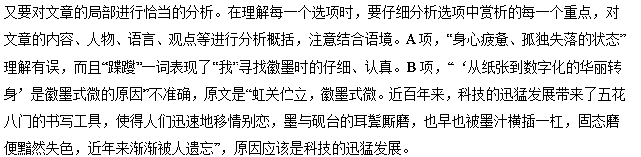 又要对文章的局部进行恰当的分析。在理解每一个选项时，要仔细分析选项中赏析的每一个重点，对
文章的内容、人物、语言、观点等进行分析概括，注意结合语境。A 项，“身心疲惫、孤独失落的状态”
理解有误，而且“蹀躞”一词表现了“我”寻找徽墨时的仔细、认真。B 项，“‘从纸张到数字化的华丽转
身’是徽墨式微的原因”不准确，原文是“虹关伫立，徽墨式微。近百年来，科技的迅猛发展带来了五花
八门的书写工具，使得人们迅速地移情别恋，墨与砚台的耳鬓厮磨，也早也被墨汁横插一杠，固态磨
便黯然失色，近年来渐渐被人遗忘”，原因应该是科技的迅猛发展。